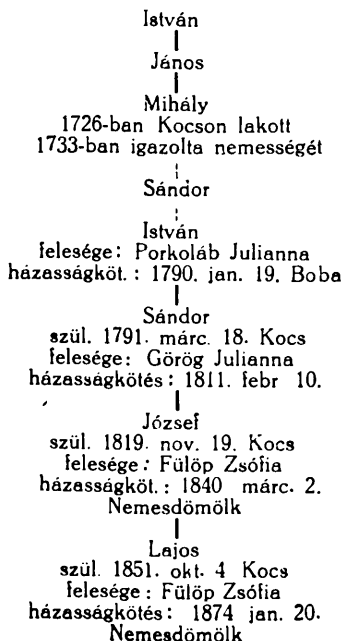 István
János
Mihály
1726-ban Kocson lakott
1733-ban igazolta nemességét
Sándor
István
felesége: Porkoláb Julianna
házasságköt. : 1790. jan. 19. Boba
Sándor
szül. 1791. márc. 18. Kocs
felesége: Görög Julianna
házasságkötés : 1811. febr 10.
József
szül. 1819. nov. 19. Kocs
felesége : Fülöp Zsófia
házasságköt. : 1840 márc. 2.
Nemesdömölk
Lajos
szül. 1851. okt. 4 Kocs
felesége : Fülöp Zsófia
házasságkötés : 1874 jan. 20.
Nemesdömölk